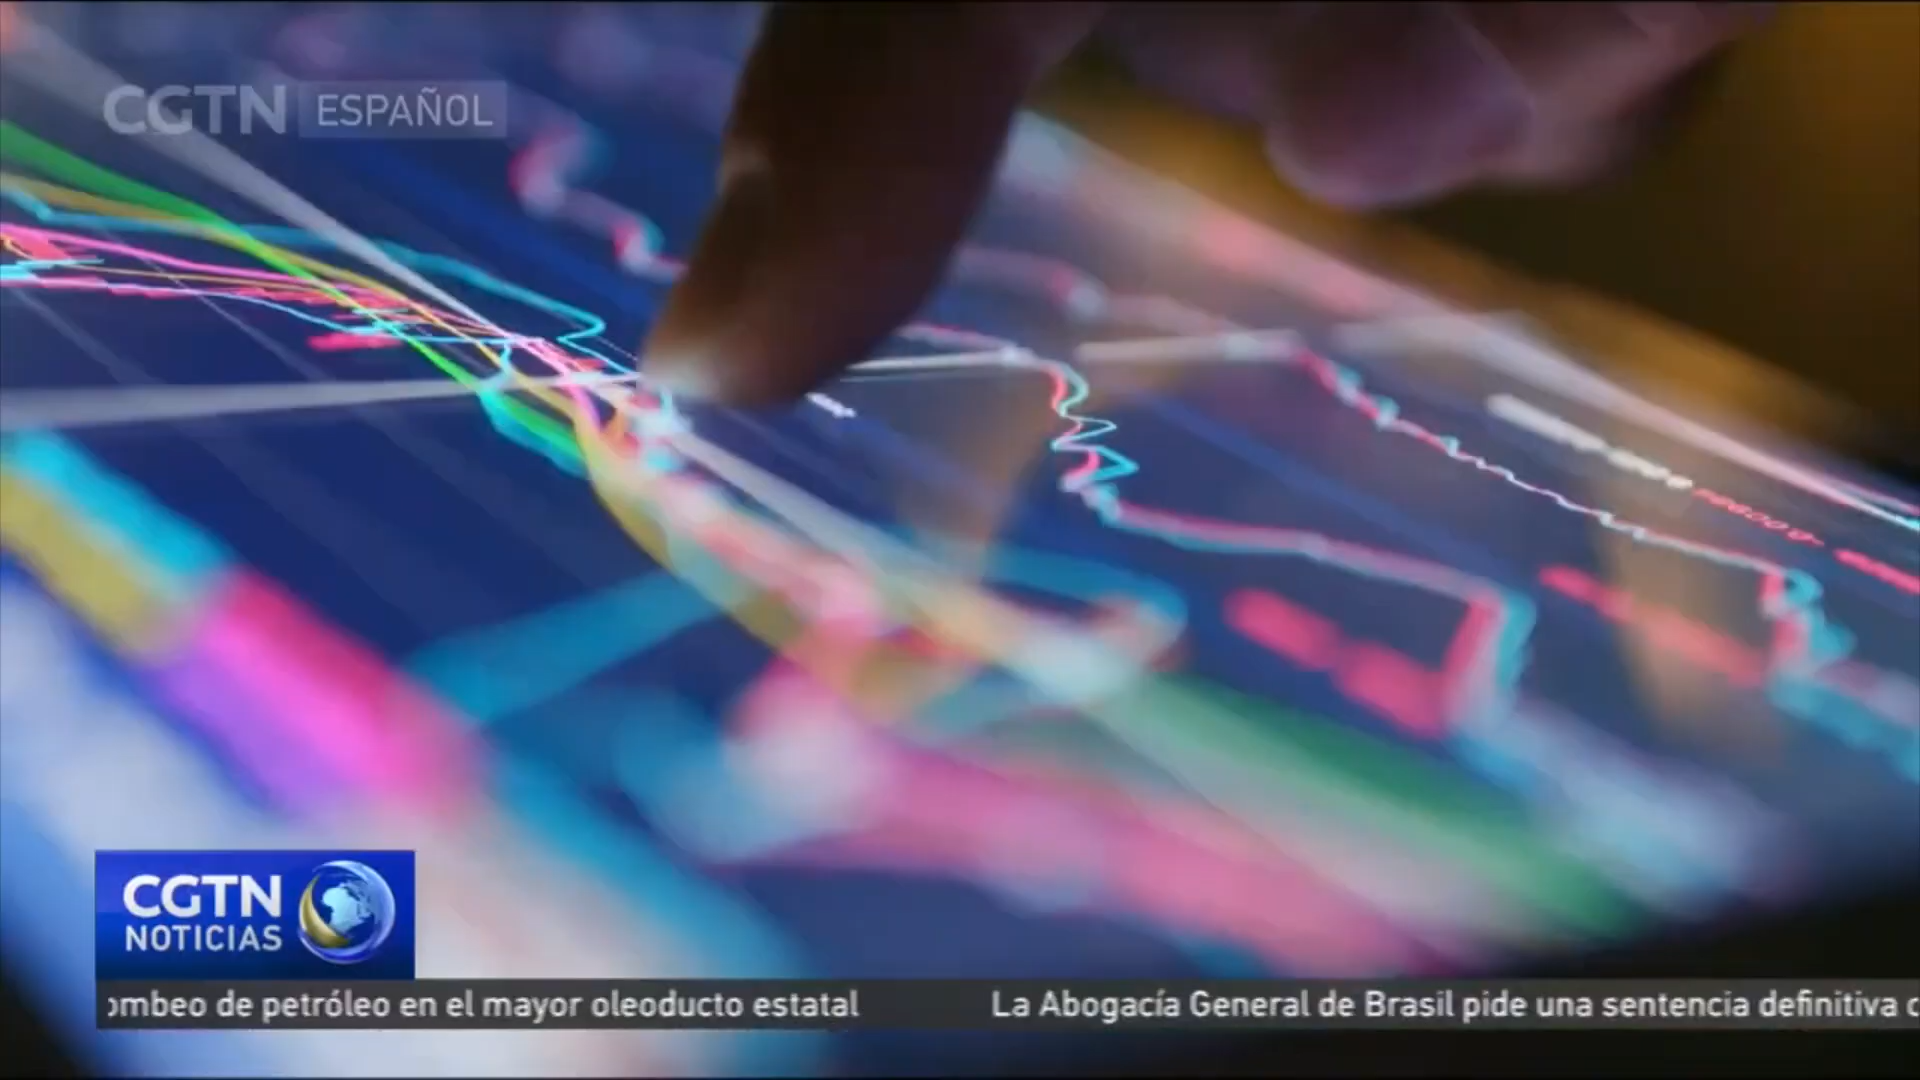 CGTN ESPAÑOL
CGTN
NOTICIAS
ombeo de petróleo en el mayor oleoducto estatal
La Abogacía General de Brasil pide una sentencia definitiva